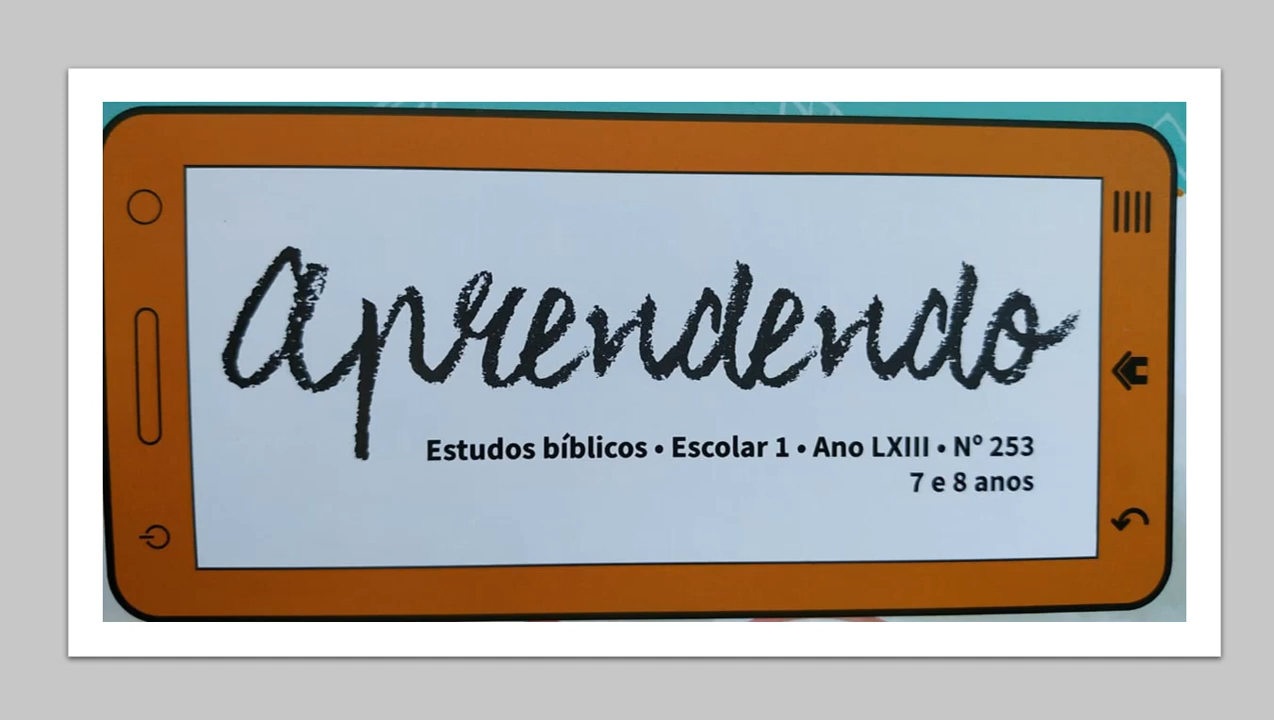 Aprendendo
Estudos bíblicos • Escolar 1 • Ano LXIII • Nº 253
7 e 8 anos